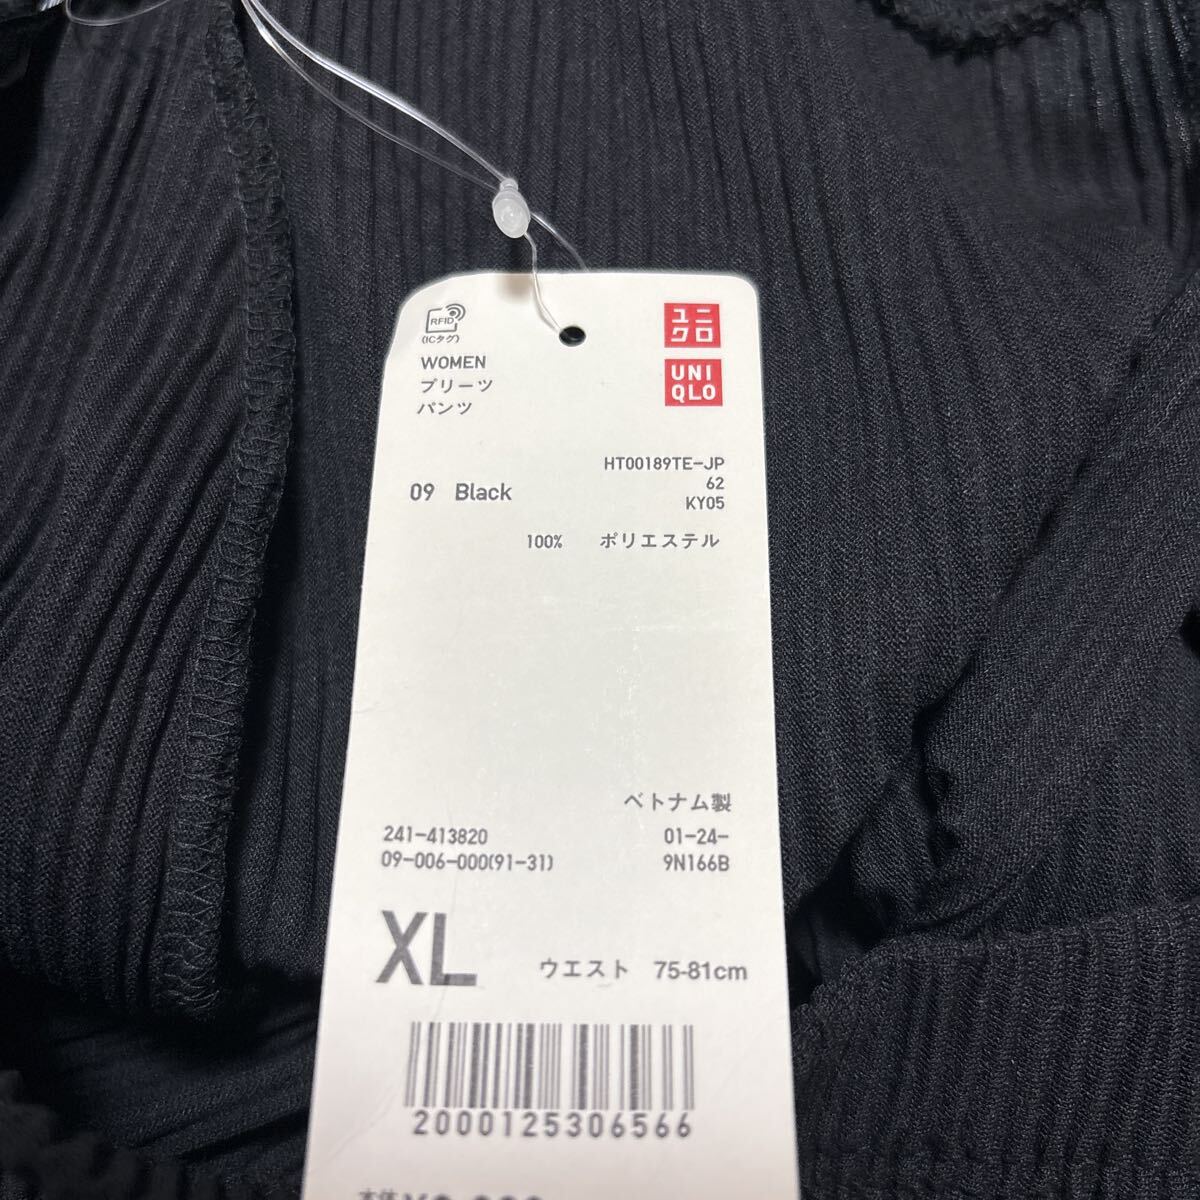 RFID
(ICタグ)
ユニ
クロ
UNI
QLO
WOMEN
プリーツ
パンツ
HT00189TE-JP
62
KY05
09 Black
100% ポリエステル
ベトナム製
241-413820
01-24-
09-006-000(91-31)
9N166B
XL ウエスト 75-81cm
2000125306566
本体